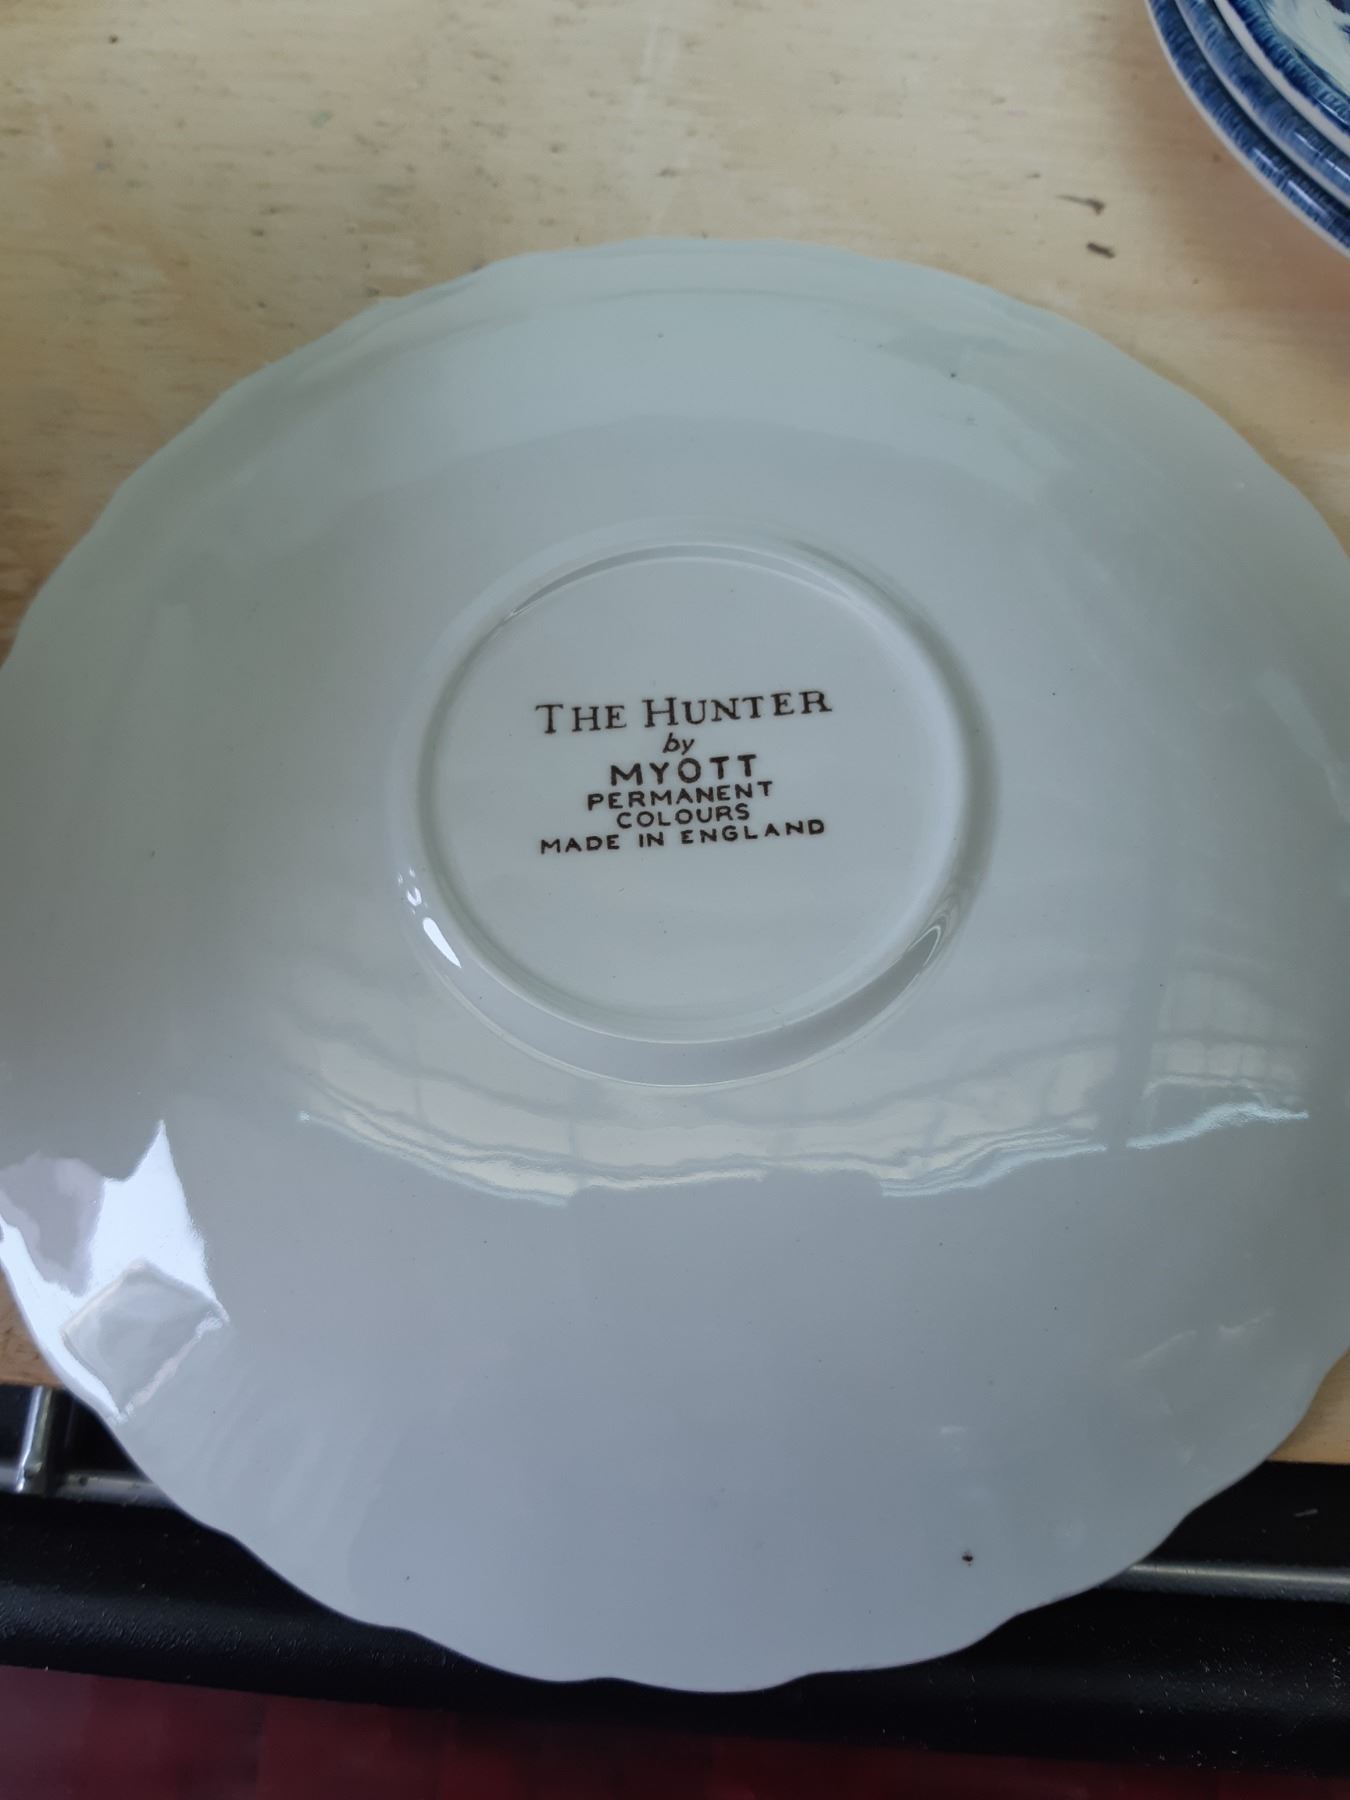 THE HUNTER
by
MYOTT
PERMANENT
COLOURS
MADE IN ENGLAND